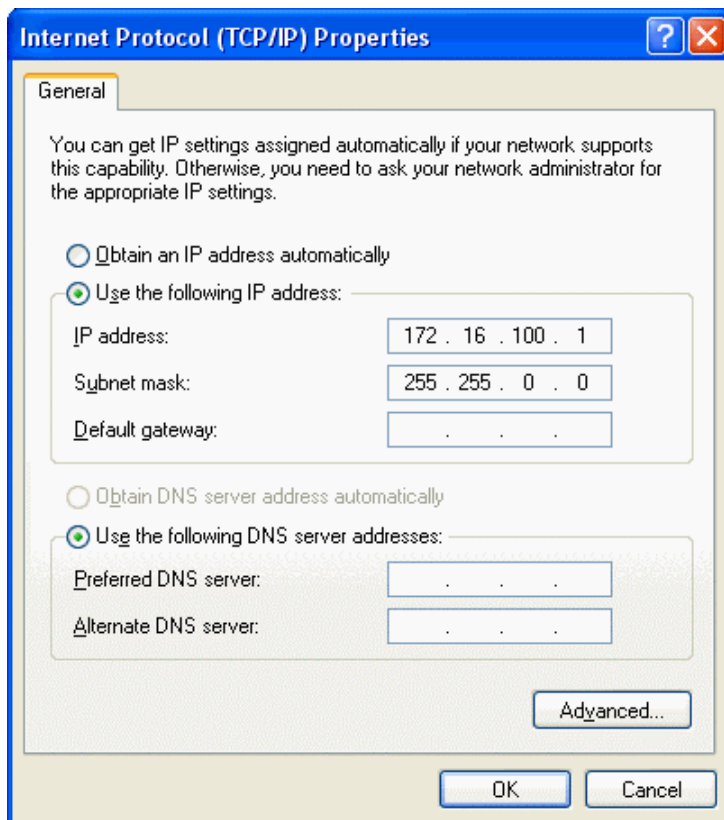 Internet Protocol (TCP/IP) Properties
General
You can get IP settings assigned automatically if your network supports
this capability. Otherwise, you need to ask your network administrator for
the appropriate IP settings.
Obtain an IP address automatically
Use the following IP address:
IP address: 172 . 16 . 100 . 1
Subnet mask: 255 . 255 . 0 . 0
Default gateway: . . .
Obtain DNS server address automatically
Use the following DNS server addresses:
Preferred DNS server: . . .
Alternate DNS server: . . .
Advanced...
OK Cancel